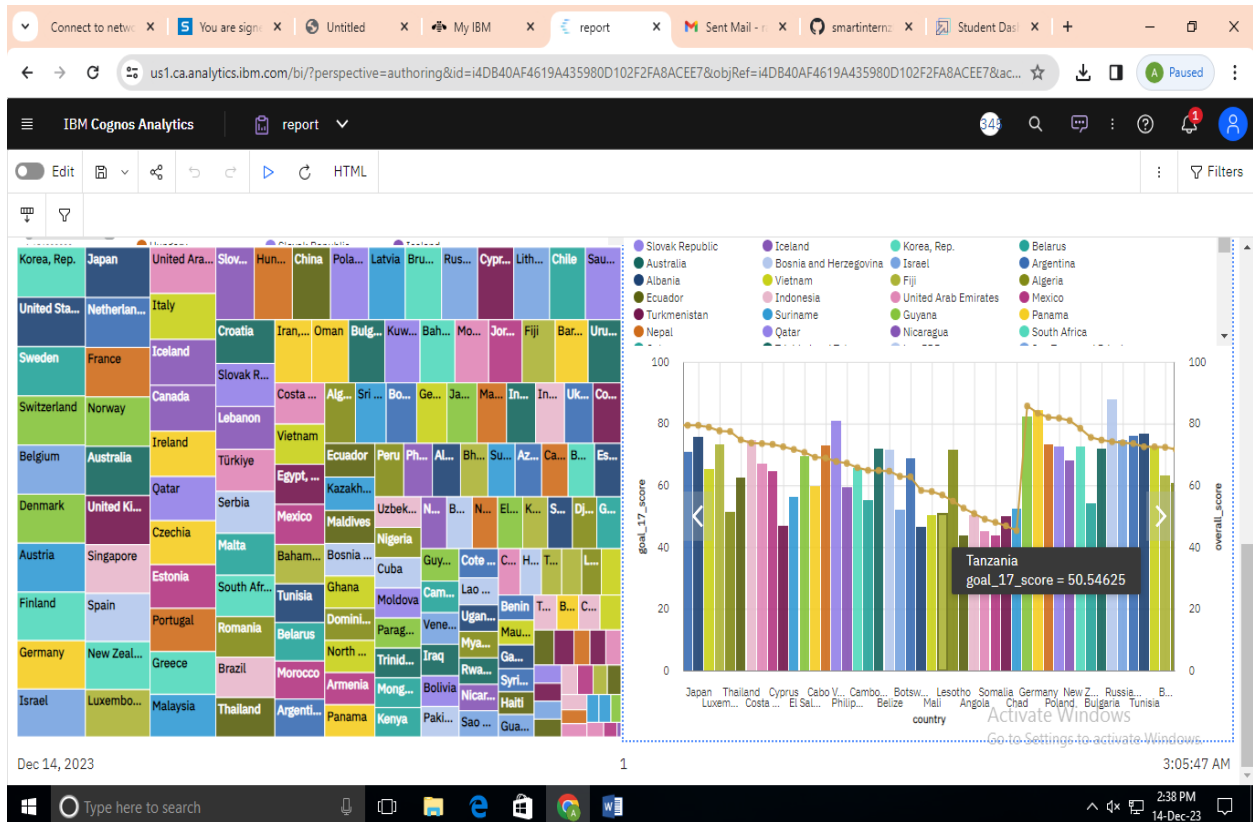 Connect to netwo
You are signe
Untitled
My IBM
report
Sent Mail - r
smartinternz
Student Das
us1.ca.analytics.ibm.com/bi/?perspective=authoring&id=i4DB40AF4619A435980D102F2FA8ACEE7&objRef=i4DB40AF4619A435980D102F2FA8ACEE7&ac...
A Paused
IBM Cognos Analytics
report
345
1
Edit
HTML
Filters
Korea, Rep. Japan United Ara... Slov... Hun... China Pola... Latvia Bru... Rus... Cypr... Lith... Chile Sau...
United Sta... Netherlan... Italy
Croatia Iran,... Oman Bulg... Kuw... Bah... Mo... Jor... Fiji Bar... Uru...
Sweden France Iceland
Slovak R...
Canada Costa ... Alg... Sri ... Bo... Ge... Ja... Ma... In... In... Uk... Co...
Switzerland Norway Lebanon
Ireland Vietnam
Belgium Australia Türkiye Ecuador Peru Ph... Al... Bh... Su... Az... Ca... B... Es...
Egypt, ...
Qatar Kazakh...
Denmark United Ki... Serbia Uzbek... N... B... N... El... K... S... Dj... G...
Mexico Maldives
Czechia Nigeria
Austria Singapore Malta Baham... Bosnia ... Guy... Cote ... C... H... T... L...
Cuba
Estonia South Afr... Tunisia Ghana Moldova Cam... Lao ...
Finland Spain Benin T... B... C...
Portugal Romania Belarus Domini... Parag... Vene... Ugan... Mau...
Germany New Zeal... North ... Trinid... Iraq Mya... Ga...
Greece Brazil Morocco Armenia Mong... Bolivia Rwa... Syri...
Israel Luxembo... Malaysia Thailand Argenti... Panama Kenya Paki... Nicar... Haiti
Sao ... Gua...
Slovak Republic Iceland Korea, Rep. Belarus
Australia Bosnia and Herzegovina Israel Argentina
Albania Vietnam Fiji Algeria
Ecuador Indonesia United Arab Emirates Mexico
Turkmenistan Suriname Guyana Panama
Nepal Qatar Nicaragua South Africa
100 100
80 80
60 60
40 40
20 20
0 0
goal_17_score
overall_score
Tanzania
goal_17_score = 50.54625
Japan Thailand Cyprus Cabo V... Cambo... Botsw... Lesotho Somalia Germany New Z... Russia... B...
Luxem... Costa ... El Sal... Philip... Belize Mali Angola Chad Poland Bulgaria Tunisia
country
Activate Windows
Go to Settings to activate Windows.
Dec 14, 2023 1 3:05:47 AM
Type here to search
2:38 PM
14-Dec-23